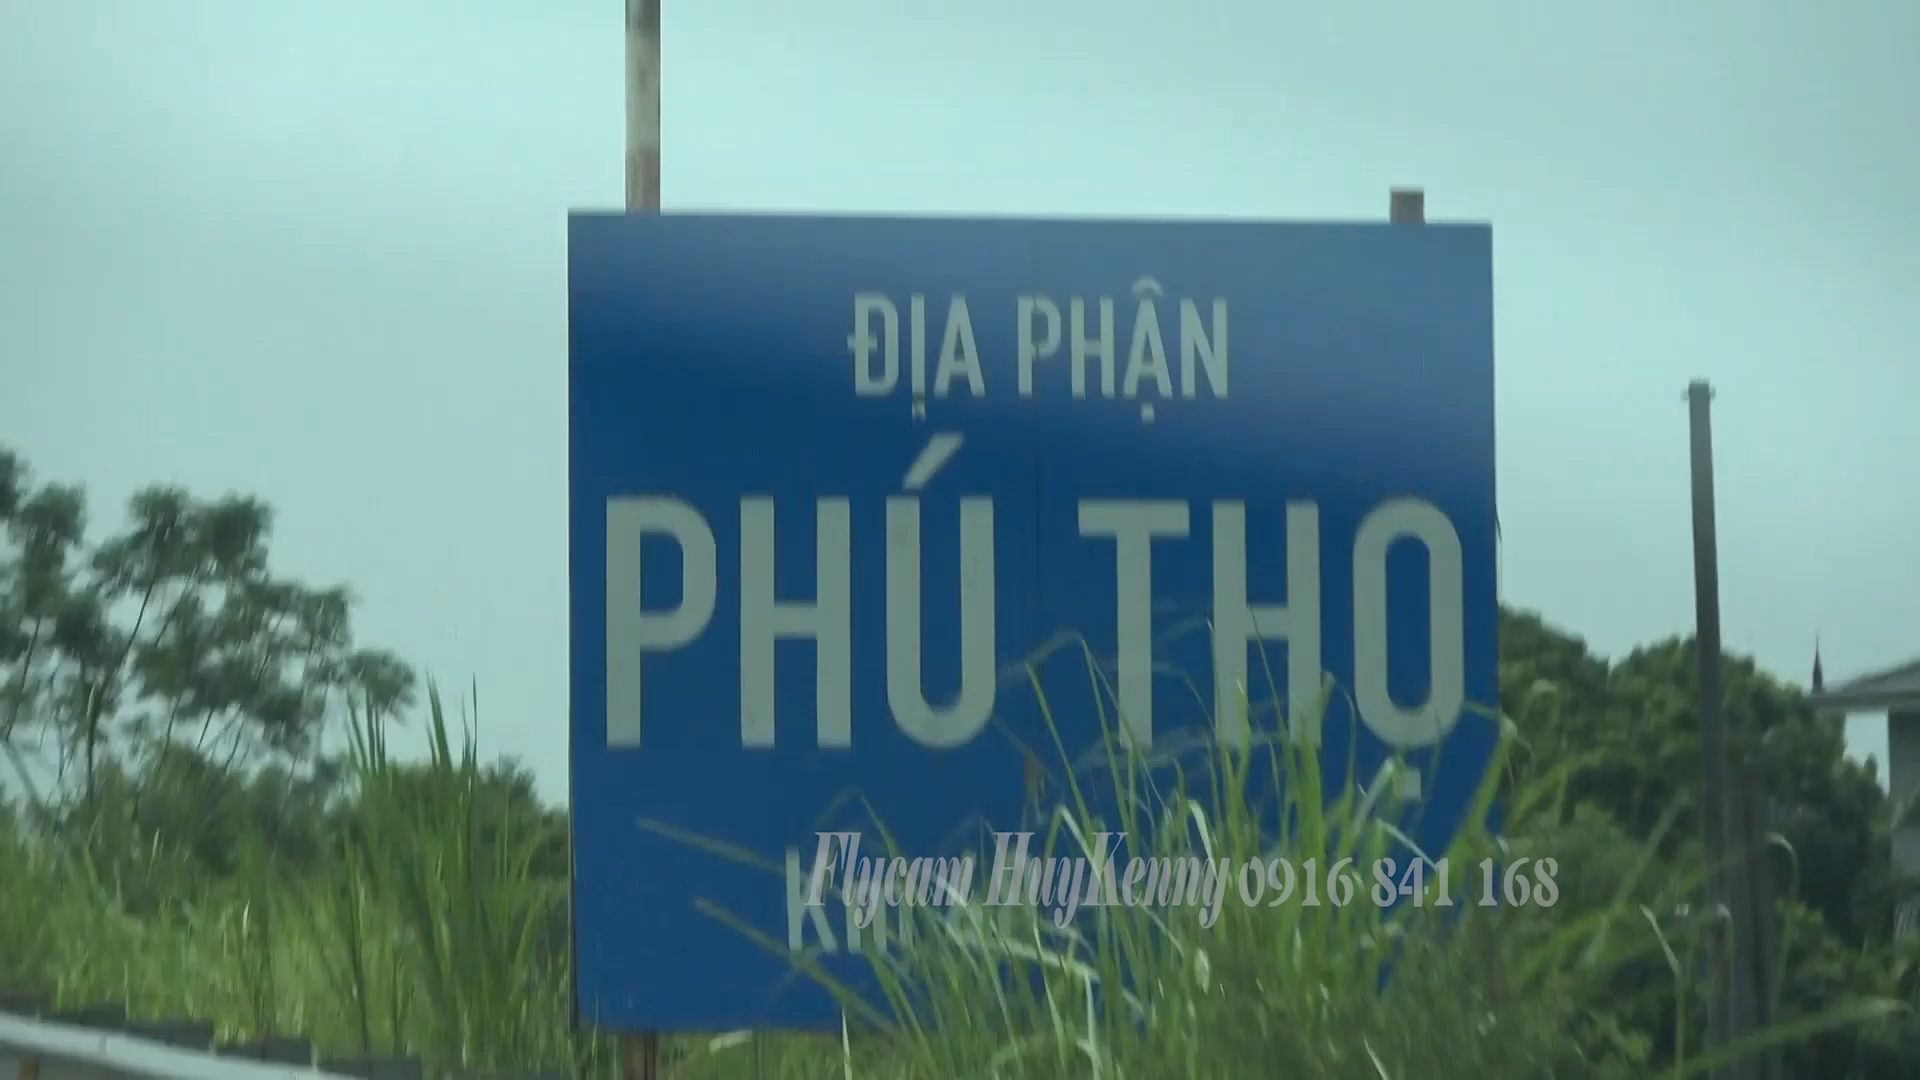 ĐỊA PHẬN
PHÚ THỌ
Flycam HuyKenny 0916 841 168